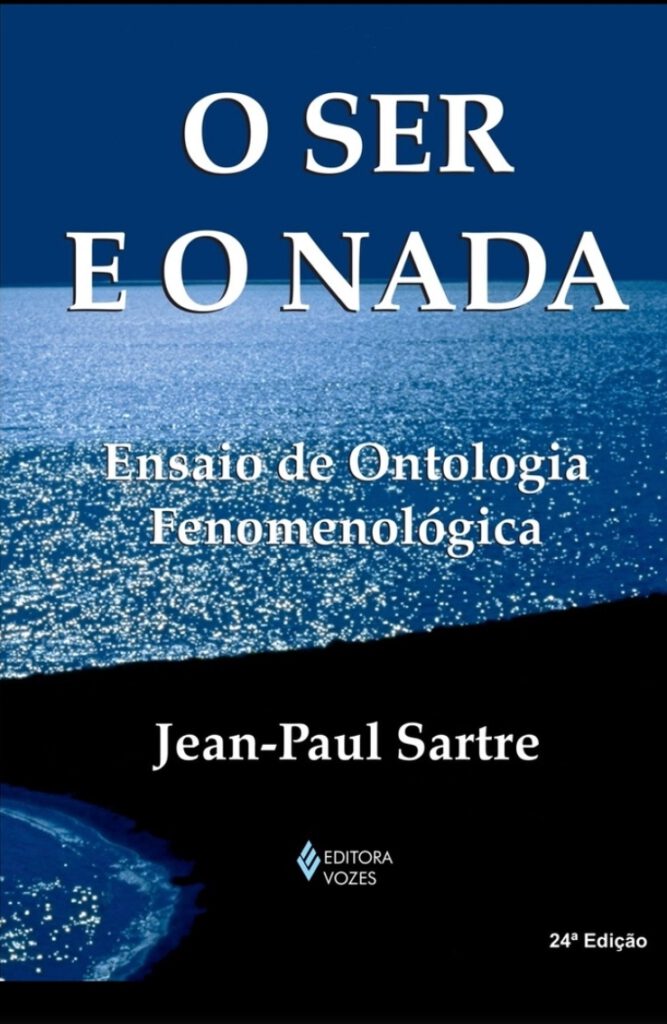 O SER
E O NADA
Ensaio de Ontologia
Fenomenológica
Jean-Paul Sartre
EDITORA
VOZES
24ª Edição